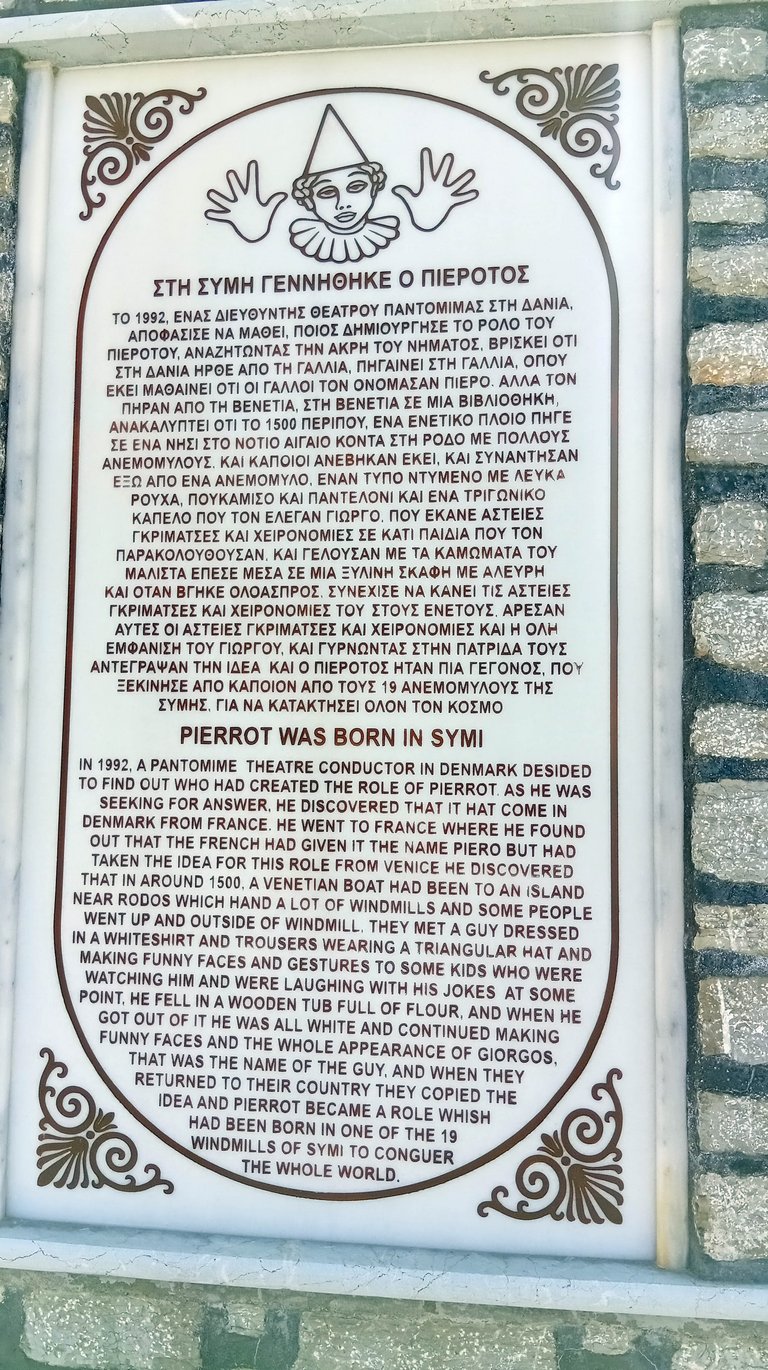 ΣΤΗ ΣΥΜΗ ΓΕΝΝΗΘΗΚΕ Ο ΠΙΕΡΟΤΟΣ
ΤΟ 1992, ΕΝΑΣ ΔΙΕΥΘΥΝΤΗΣ ΘΕΑΤΡΟΥ ΠΑΝΤΟΜΙΜΑΣ ΣΤΗ ΔΑΝΙΑ,
ΑΠΟΦΑΣΙΣΕ ΝΑ ΜΑΘΕΙ, ΠΟΙΟΣ ΔΗΜΙΟΥΡΓΗΣΕ ΤΟ ΡΟΛΟ ΤΟΥ
ΠΙΕΡΟΤΟΥ, ΑΝΑΖΗΤΩΝΤΑΣ ΤΗΝ ΑΚΡΗ ΤΟΥ ΝΗΜΑΤΟΣ, ΒΡΙΣΚΕΙ ΟΤΙ
ΣΤΗ ΔΑΝΙΑ ΗΡΘΕ ΑΠΟ ΤΗ ΓΑΛΛΙΑ, ΠΗΓΑΙΝΕΙ ΣΤΗ ΓΑΛΛΙΑ, ΟΠΟΥ
ΕΚΕΙ ΜΑΘΑΙΝΕΙ ΟΤΙ ΟΙ ΓΑΛΛΟΙ ΤΟΝ ΟΝΟΜΑΣΑΝ ΠΙΕΡΟ. ΑΛΛΑ ΤΟΝ
ΠΗΡΑΝ ΑΠΟ ΤΗ ΒΕΝΕΤΙΑ, ΣΤΗ ΒΕΝΕΤΙΑ ΣΕ ΜΙΑ ΒΙΒΛΙΟΘΗΚΗ,
ΑΝΑΚΑΛΥΠΤΕΙ ΟΤΙ ΤΟ 1500 ΠΕΡΙΠΟΥ, ΕΝΑ ΕΝΕΤΙΚΟ ΠΛΟΙΟ ΠΗΓΕ
ΣΕ ΕΝΑ ΝΗΣΙ ΣΤΟ ΝΟΤΙΟ ΑΙΓΑΙΟ ΚΟΝΤΑ ΣΤΗ ΡΟΔΟ ΜΕ ΠΟΛΛΟΥΣ
ΑΝΕΜΟΜΥΛΟΥΣ. ΚΑΙ ΚΑΠΟΙΟΙ ΑΝΕΒΗΚΑΝ ΕΚΕΙ, ΚΑΙ ΣΥΝΑΝΤΗΣΑΝ
ΕΞΩ ΑΠΟ ΕΝΑ ΑΝΕΜΟΜΥΛΟ, ΕΝΑΝ ΤΥΠΟ ΝΤΥΜΕΝΟ ΜΕ ΛΕΥΚΑ
ΡΟΥΧΑ, ΠΟΥΚΑΜΙΣΟ ΚΑΙ ΠΑΝΤΕΛΟΝΙ ΚΑΙ ΕΝΑ ΤΡΙΓΩΝΙΚΟ
ΚΑΠΕΛΟ ΠΟΥ ΤΟΝ ΕΛΕΓΑΝ ΓΙΩΡΓΟ, ΠΟΥ ΕΚΑΝΕ ΑΣΤΕΙΕΣ
ΓΚΡΙΜΑΤΣΕΣ ΚΑΙ ΧΕΙΡΟΝΟΜΙΕΣ ΣΕ ΚΑΤΙ ΠΑΙΔΙΑ ΠΟΥ ΤΟΝ
ΠΑΡΑΚΟΛΟΥΘΟΥΣΑΝ. ΚΑΙ ΓΕΛΟΥΣΑΝ ΜΕ ΤΑ ΚΑΜΩΜΑΤΑ ΤΟΥ
ΜΑΛΙΣΤΑ ΕΠΕΣΕ ΜΕΣΑ ΣΕ ΜΙΑ ΞΥΛΙΝΗ ΣΚΑΦΗ ΜΕ ΑΛΕΥΡΗ
ΚΑΙ ΟΤΑΝ ΒΓΗΚΕ ΟΛΟΑΣΠΡΟΣ, ΣΥΝΕΧΙΣΕ ΝΑ ΚΑΝΕΙ ΤΙΣ ΑΣΤΕΙΕΣ
ΓΚΡΙΜΑΤΣΕΣ ΚΑΙ ΧΕΙΡΟΝΟΜΙΕΣ ΤΟΥ ΣΤΟΥΣ ΕΝΕΤΟΥΣ. ΑΡΕΣΑΝ
ΑΥΤΕΣ ΟΙ ΑΣΤΕΙΕΣ ΓΚΡΙΜΑΤΣΕΣ ΚΑΙ ΧΕΙΡΟΝΟΜΙΕΣ ΚΑΙ Η ΟΛΗ
ΕΜΦΑΝΙΣΗ ΤΟΥ ΓΙΩΡΓΟΥ, ΚΑΙ ΓΥΡΝΩΝΤΑΣ ΣΤΗΝ ΠΑΤΡΙΔΑ ΤΟΥΣ
ΑΝΤΕΓΡΑΨΑΝ ΤΗΝ ΙΔΕΑ ΚΑΙ Ο ΠΙΕΡΟΤΟΣ ΗΤΑΝ ΠΙΑ ΓΕΓΟΝΟΣ, ΠΟΥ
ΞΕΚΙΝΗΣΕ ΑΠΟ ΚΑΠΟΙΟΝ ΑΠΟ ΤΟΥΣ 19 ΑΝΕΜΟΜΥΛΟΥΣ ΤΗΣ
ΣΥΜΗΣ, ΓΙΑ ΝΑ ΚΑΤΑΚΤΗΣΕΙ ΟΛΟΝ ΤΟΝ ΚΟΣΜΟ
PIERROT WAS BORN IN SYMI
IN 1992, A PANTOMIME THEATRE CONDUCTOR IN DENMARK DESIDED
TO FIND OUT WHO HAD CREATED THE ROLE OF PIERROT. AS HE WAS
SEEKING FOR ANSWER, HE DISCOVERED THAT IT HAT COME IN
DENMARK FROM FRANCE. HE WENT TO FRANCE WHERE HE FOUND
OUT THAT THE FRENCH HAD GIVEN IT THE NAME PIERO BUT HAD
TAKEN THE IDEA FOR THIS ROLE FROM VENICE HE DISCOVERED
THAT IN AROUND 1500, A VENETIAN BOAT HAD BEEN TO AN ISLAND
NEAR RODOS WHICH HAND A LOT OF WINDMILLS AND SOME PEOPLE
WENT UP AND OUTSIDE OF WINDMILL, THEY MET A GUY DRESSED
IN A WHITESHIRT AND TROUSERS WEARING A TRIANGULAR HAT AND
MAKING FUNNY FACES AND GESTURES TO SOME KIDS WHO WERE
WATCHING HIM AND WERE LAUGHING WITH HIS JOKES AT SOME
POINT, HE FELL IN A WOODEN TUB FULL OF FLOUR, AND WHEN HE
GOT OUT OF IT HE WAS ALL WHITE AND CONTINUED MAKING
FUNNY FACES AND THE WHOLE APPEARANCE OF GIORGOS,
THAT WAS THE NAME OF THE GUY, AND WHEN THEY
RETURNED TO THEIR COUNTRY THEY COPIED THE
IDEA AND PIERROT BECAME A ROLE WHISH
HAD BEEN BORN IN ONE OF THE 19
WINDMILLS OF SYMI TO CONGUER
THE WHOLE WORLD.